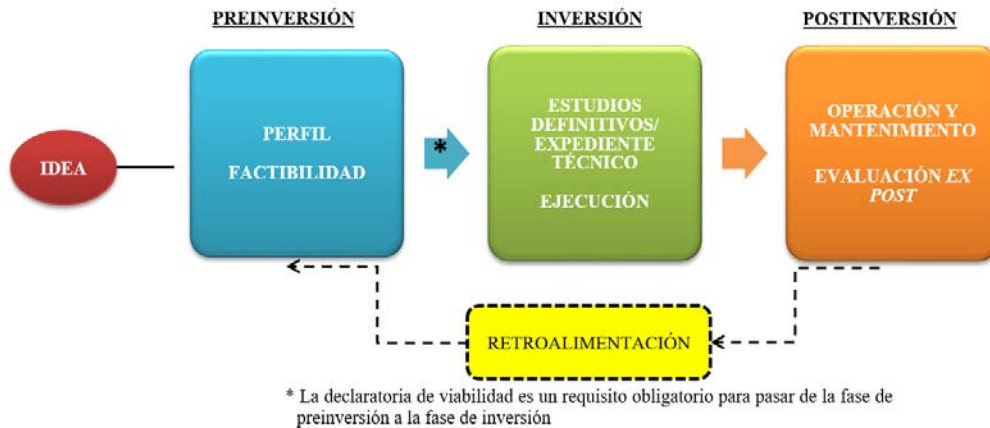 PREINVERSIÓN
INVERSIÓN
POSTINVERSIÓN
IDEA
PERFIL
FACTIBILIDAD
*
ESTUDIOS
DEFINITIVOS/
EXPEDIENTE
TÉCNICO
EJECUCIÓN
OPERACIÓN Y
MANTENIMIENTO
EVALUACIÓN EX
POST
RETROALIMENTACIÓN
* La declaratoria de viabilidad es un requisito obligatorio para pasar de la fase de
preinversión a la fase de inversión